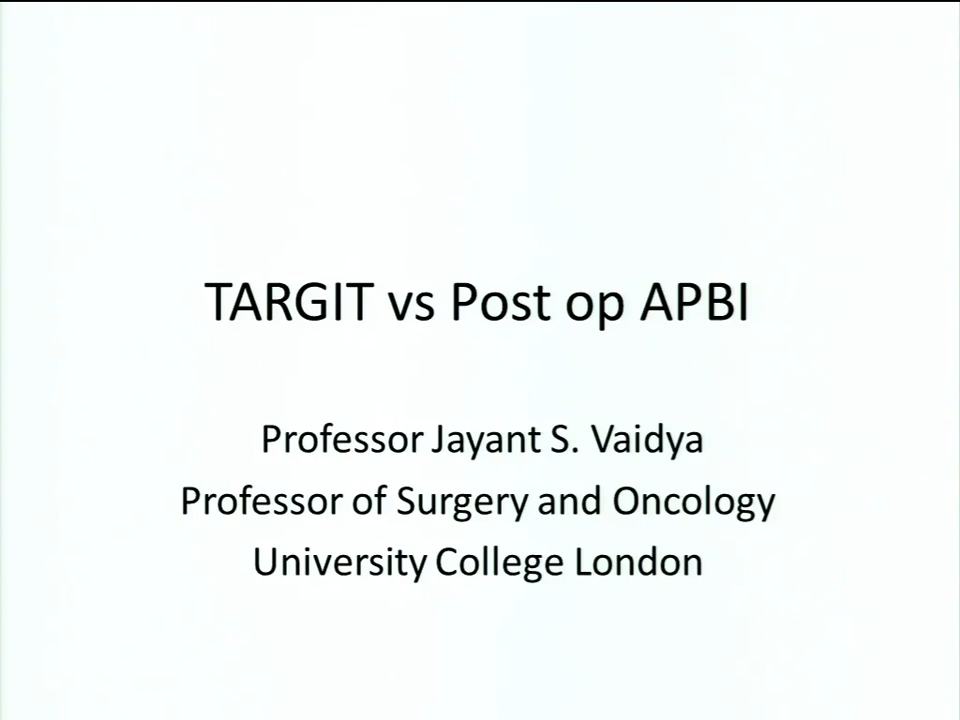 TARGIT vs Post op APBI
Professor Jayant S. Vaidya
Professor of Surgery and Oncology
University College London